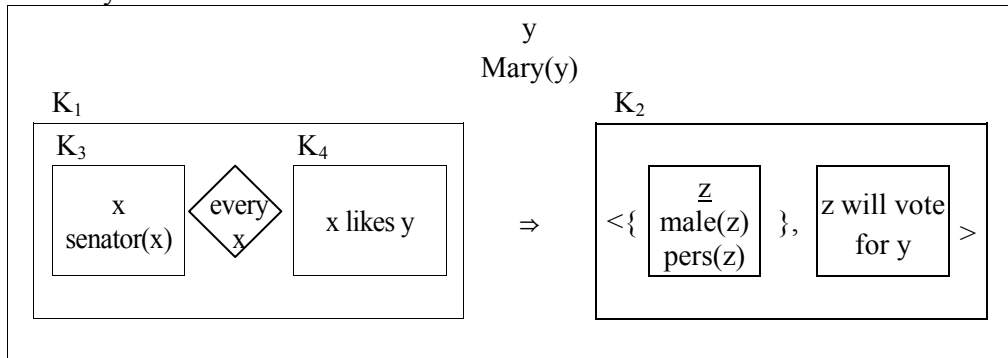 y
Mary(y)
K₁
K₂
K₃
K₄
x
senator(x)
every
x
x likes y
⇒
<{
z
male(z)
pers(z)
},
z will vote
for y
>